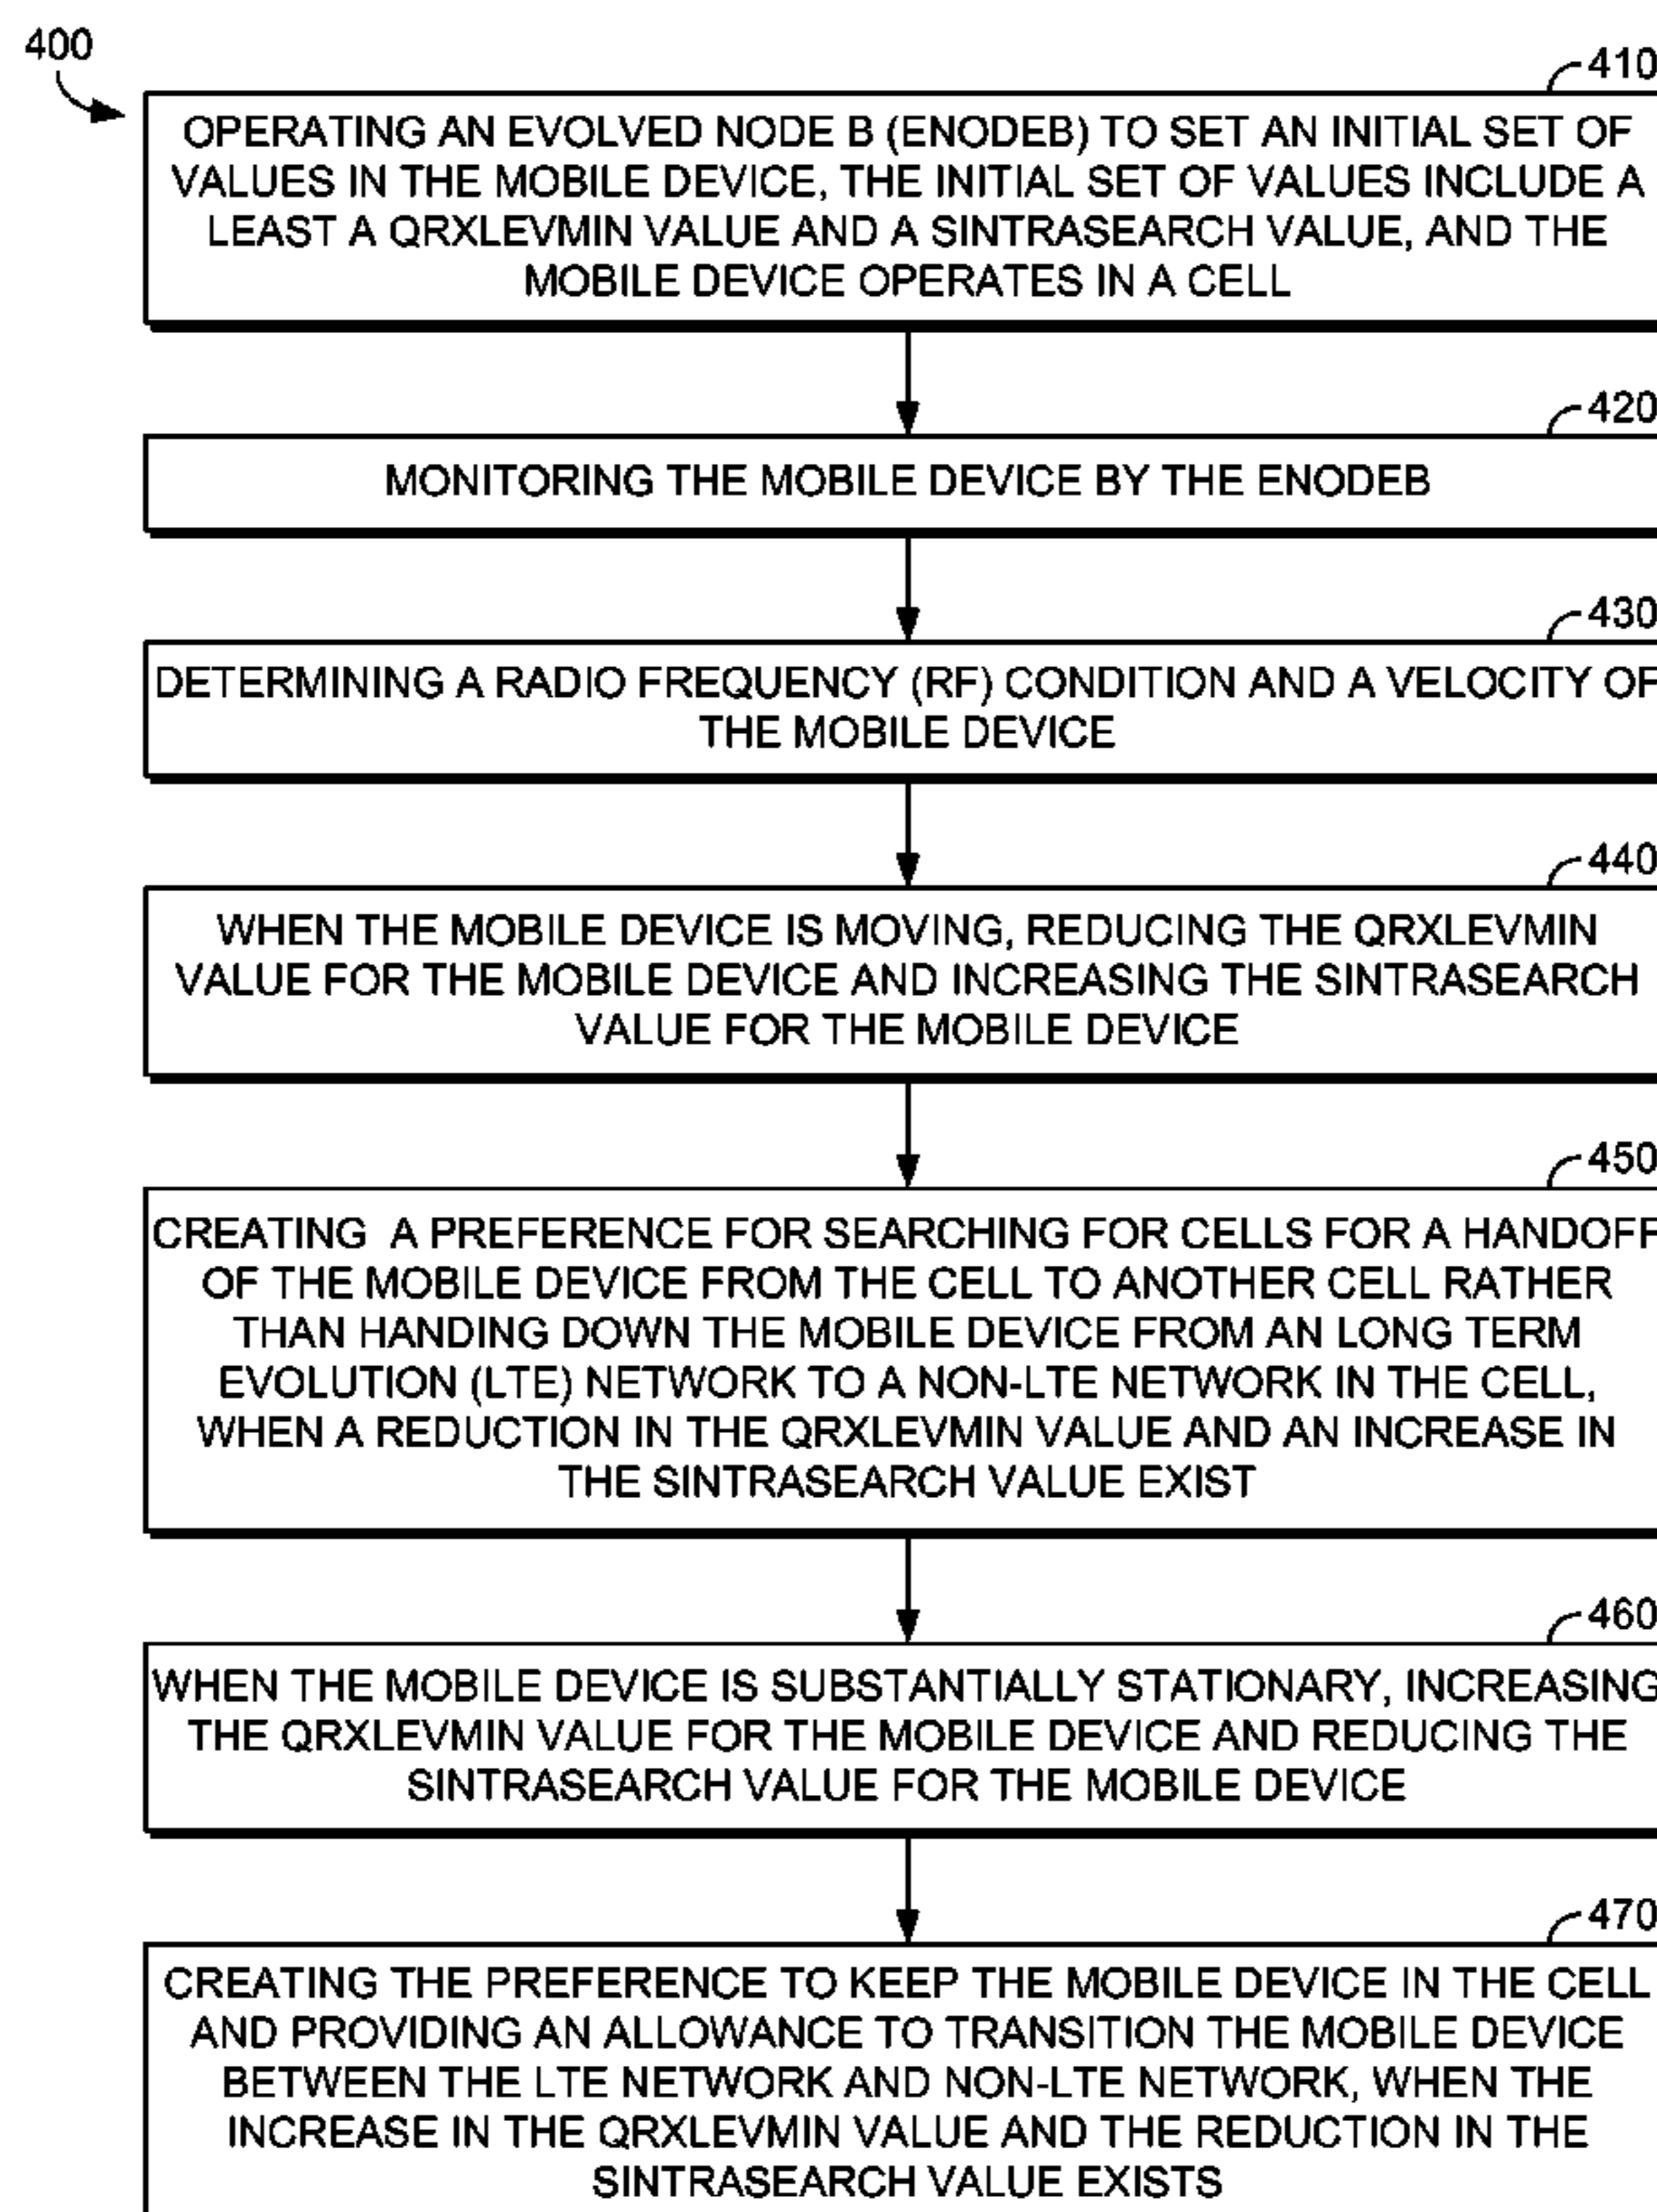 400
410
OPERATING AN EVOLVED NODE B (ENODEB) TO SET AN INITIAL SET OF
VALUES IN THE MOBILE DEVICE, THE INITIAL SET OF VALUES INCLUDE A
LEAST A QRXLEVMIN VALUE AND A SINTRASEARCH VALUE, AND THE
MOBILE DEVICE OPERATES IN A CELL
420
MONITORING THE MOBILE DEVICE BY THE ENODEB
430
DETERMINING A RADIO FREQUENCY (RF) CONDITION AND A VELOCITY OF
THE MOBILE DEVICE
440
WHEN THE MOBILE DEVICE IS MOVING, REDUCING THE QRXLEVMIN
VALUE FOR THE MOBILE DEVICE AND INCREASING THE SINTRASEARCH
VALUE FOR THE MOBILE DEVICE
450
CREATING A PREFERENCE FOR SEARCHING FOR CELLS FOR A HANDOFF
OF THE MOBILE DEVICE FROM THE CELL TO ANOTHER CELL RATHER
THAN HANDING DOWN THE MOBILE DEVICE FROM AN LONG TERM
EVOLUTION (LTE) NETWORK TO A NON-LTE NETWORK IN THE CELL,
WHEN A REDUCTION IN THE QRXLEVMIN VALUE AND AN INCREASE IN
THE SINTRASEARCH VALUE EXIST
460
WHEN THE MOBILE DEVICE IS SUBSTANTIALLY STATIONARY, INCREASING
THE QRXLEVMIN VALUE FOR THE MOBILE DEVICE AND REDUCING THE
SINTRASEARCH VALUE FOR THE MOBILE DEVICE
470
CREATING THE PREFERENCE TO KEEP THE MOBILE DEVICE IN THE CELL
AND PROVIDING AN ALLOWANCE TO TRANSITION THE MOBILE DEVICE
BETWEEN THE LTE NETWORK AND NON-LTE NETWORK, WHEN THE
INCREASE IN THE QRXLEVMIN VALUE AND THE REDUCTION IN THE
SINTRASEARCH VALUE EXISTS